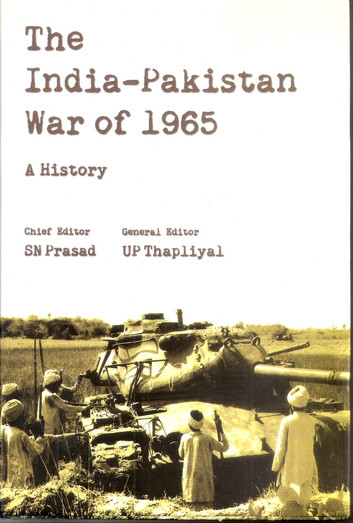 The
India-Pakistan
War of 1965
A History
Chief Editor
General Editor
SN Prasad
UP Thapliyal